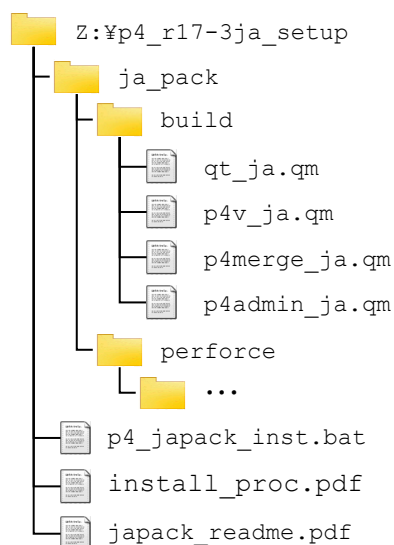 Z:¥p4_r17-3ja_setup
ja_pack
build
qt_ja.qm
p4v_ja.qm
p4merge_ja.qm
p4admin_ja.qm
perforce
...
p4_japack_inst.bat
install_proc.pdf
japack_readme.pdf